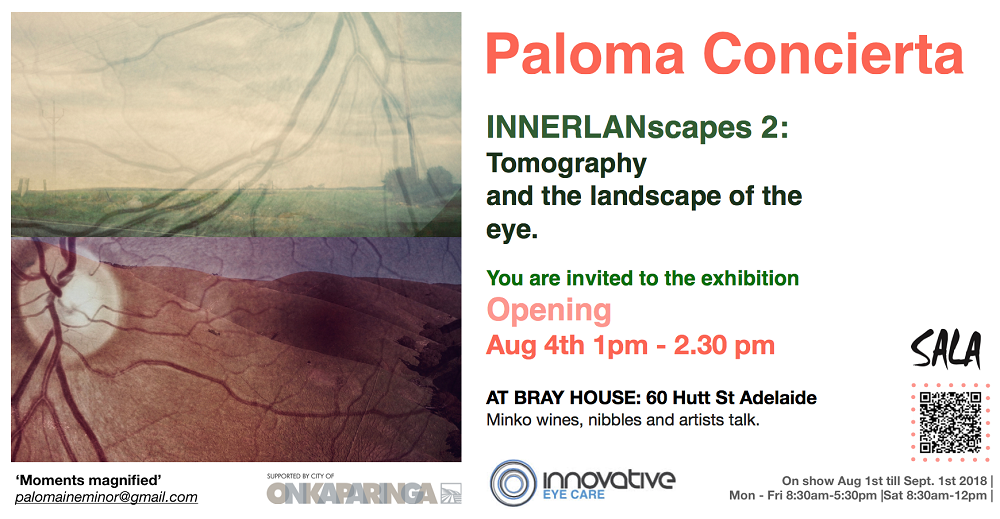 Paloma Concierta
INNERLANscapes 2:
Tomography
and the landscape of the
eye.
You are invited to the exhibition
Opening
Aug 4th 1pm - 2.30 pm
AT BRAY HOUSE: 60 Hutt St Adelaide
Minko wines, nibbles and artists talk.
SALA
'Moments magnified'
palomaineminor@gmail.com
SUPPORTED BY CITY OF
ONKAPARINGA
innovative
EYE CARE
On show Aug 1st till Sept. 1st 2018 |
Mon - Fri 8:30am-5:30pm |Sat 8:30am-12pm |